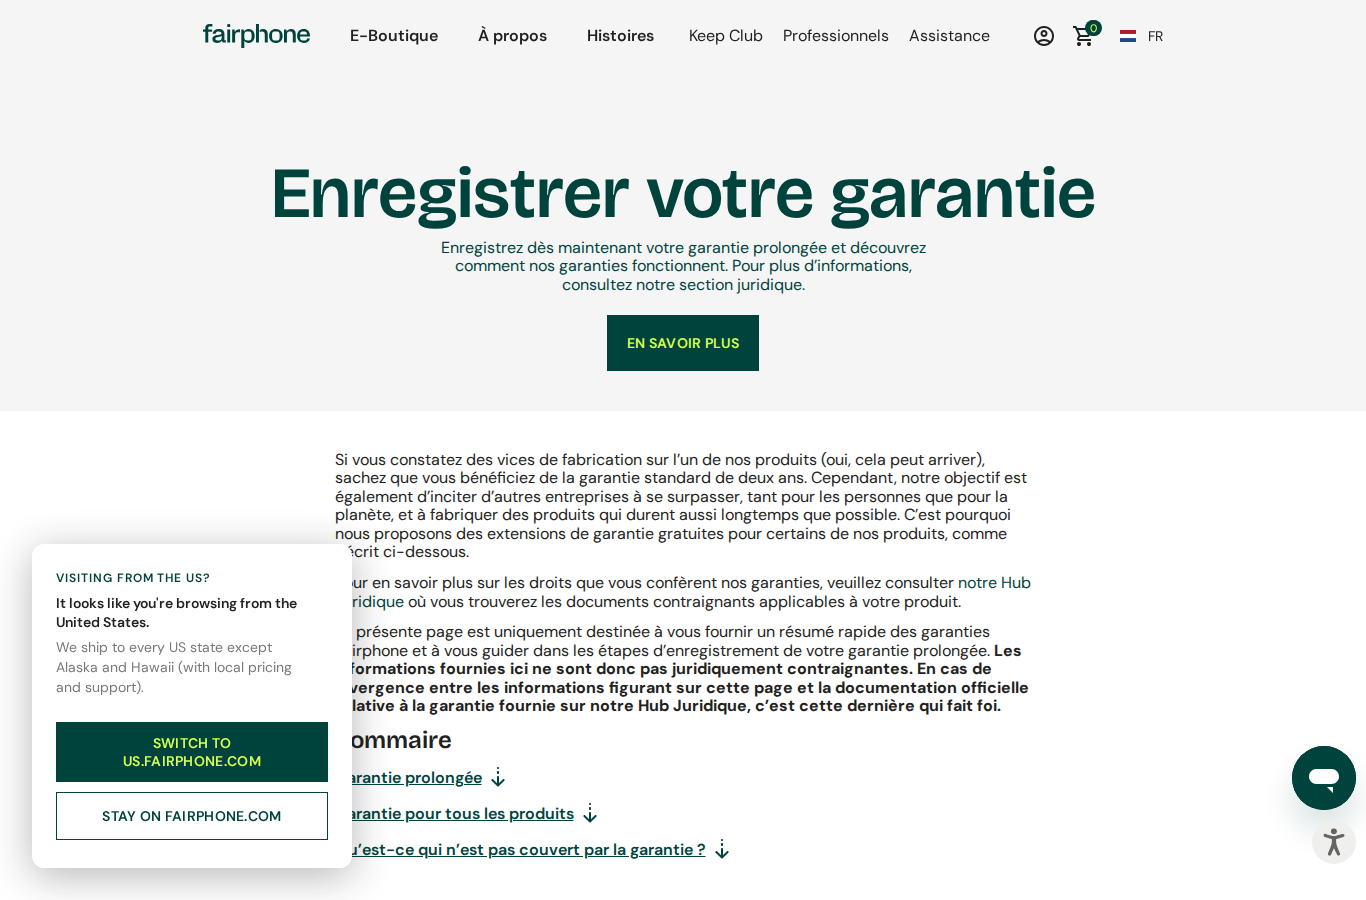 fairphone E-Boutique À propos Histoires Keep Club Professionnels Assistance 0 FR
Enregistrer votre garantie
Enregistrez dès maintenant votre garantie prolongée et découvrez
comment nos garanties fonctionnent. Pour plus d’informations,
consultez notre section juridique.
EN SAVOIR PLUS
Si vous constatez des vices de fabrication sur l’un de nos produits (oui, cela peut arriver),
sachez que vous bénéficiez de la garantie standard de deux ans. Cependant, notre objectif est
également d’inciter d’autres entreprises à se surpasser, tant pour les personnes que pour la
planète, et à fabriquer des produits qui durent aussi longtemps que possible. C’est pourquoi
nous proposons des extensions de garantie gratuites pour certains de nos produits, comme
écrit ci-dessous.
our en savoir plus sur les droits que vous confèrent nos garanties, veuillez consulter notre Hub
ridique où vous trouverez les documents contraignants applicables à votre produit.
présente page est uniquement destinée à vous fournir un résumé rapide des garanties
irphone et à vous guider dans les étapes d’enregistrement de votre garantie prolongée. Les
formations fournies ici ne sont donc pas juridiquement contraignantes. En cas de
vergence entre les informations figurant sur cette page et la documentation officielle
lative à la garantie fournie sur notre Hub Juridique, c’est cette dernière qui fait foi.
ommaire
arantie prolongée
arantie pour tous les produits
u’est-ce qui n’est pas couvert par la garantie ?
VISITING FROM THE US?
It looks like you're browsing from the
United States.
We ship to every US state except
Alaska and Hawaii (with local pricing
and support).
SWITCH TO
US.FAIRPHONE.COM
STAY ON FAIRPHONE.COM